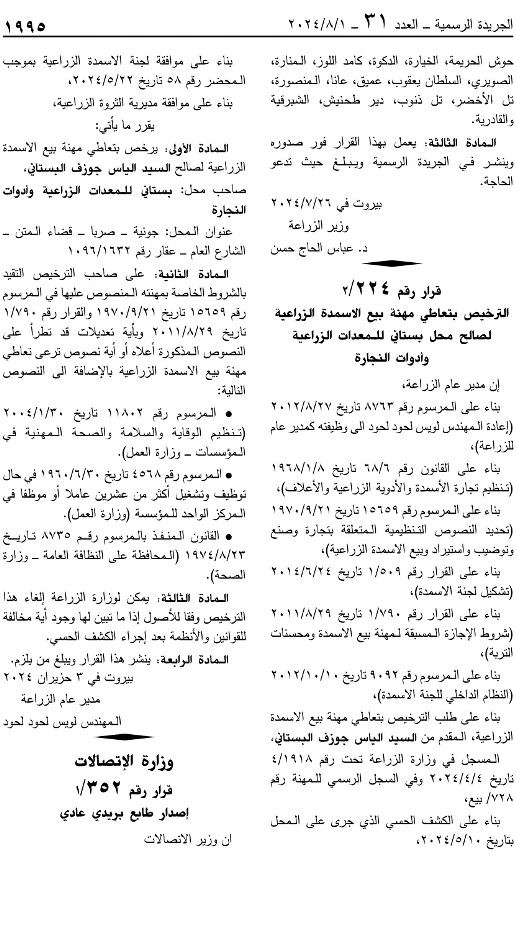 الجريدة الرسمية ــ العدد ٣١ ــ ٢٠٢٤/٨/١
١٩٩٥
حوش الحريمة، الخيارة، الدكوة، كامد اللوز، المنارة،
الصويري، السلطان يعقوب، عميق، عانا، المنصورة،
تل الأخضر، تل ذنوب، دير طحنيش، الشبرقية
والقادرية.
المادة الثالثة: يعمل بهذا القرار فور صدوره
وينشر في الجريدة الرسمية ويبلغ حيث تدعو
الحاجة.
بيروت في ٢٠٢٤/٧/٢٦
وزير الزراعة
د. عباس الحاج حسن
قرار رقم ٢/٢٢٤
الترخيص بتعاطي مهنة بيع الاسمدة الزراعية
لصالح محل بستاني للمعدات الزراعية
وأدوات النجارة
إن مدير عام الزراعة،
بناء على المرسوم رقم ٨٧٦٣ تاريخ ٢٠١٢/٨/٢٧
(إعادة المهندس لويس لحود لحود الى وظيفته كمدير عام
للزراعة)،
بناء على القانون رقم ٦٨/٦ تاريخ ١٩٦٨/١/٨
(تنظيم تجارة الأسمدة والأدوية الزراعية والأعلاف)،
بناء على المرسوم رقم ١٥٦٥٩ تاريخ ١٩٧٠/٩/٢١
(تحديد النصوص التنظيمية المتعلقة بتجارة وصنع
وتوضيب واستيراد وبيع الاسمدة الزراعية)،
بناء على القرار رقم ١/٥٠٩ تاريخ ٢٠١٤/٦/٢٤
(تشكيل لجنة الاسمدة)،
بناء على القرار رقم ١/٧٩٠ تاريخ ٢٠١١/٨/٢٩
(شروط الإجازة المسبقة لمهنة بيع الاسمدة ومحسنات
التربة)،
بناء على المرسوم رقم ٩٠٩٢ تاريخ ٢٠١٢/١٠/١٠
(النظام الداخلي للجنة الاسمدة)،
بناء على طلب الترخيص بتعاطي مهنة بيع الاسمدة
الزراعية، المقدم من السيد الياس جوزف البستاني،
المسجل في وزارة الزراعة تحت رقم ٤/١٩١٨
تاريخ ٢٠٢٤/٤/٤ وفي السجل الرسمي للمهنة رقم
٧٢٨/ بيع،
بناء على الكشف الحسي الذي جرى على المحل
بتاريخ ٢٠٢٤/٥/١٠،
بناء على موافقة لجنة الاسمدة الزراعية بموجب
المحضر رقم ٥٨ تاريخ ٢٠٢٤/٥/٢٢،
بناء على موافقة مديرية الثروة الزراعية،
يقرر ما يأتي:
المادة الأولى: يرخص بتعاطي مهنة بيع الاسمدة
الزراعية لصالح السيد الياس جوزف البستاني،
صاحب محل: بستاني للمعدات الزراعية وأدوات
النجارة
عنوان المحل: جونية ــ صربا ــ قضاء المتن ــ
الشارع العام ــ عقار رقم ١٠٩٦/١٦٣٢
المادة الثانية: على صاحب الترخيص التقيد
بالشروط الخاصة بمهنته المنصوص عليها في المرسوم
رقم ١٥٦٥٩ تاريخ ١٩٧٠/٩/٢١ والقرار رقم ١/٧٩٠
تاريخ ٢٠١١/٨/٢٩ وبأية تعديلات قد تطرأ على
النصوص المذكورة أعلاه أو أية نصوص ترعى تعاطي
مهنة بيع الاسمدة الزراعية بالإضافة الى النصوص
التالية:
• المرسوم رقم ١١٨٠٢ تاريخ ٢٠٠٤/١/٣٠
(تنظيم الوقاية والسلامة والصحة المهنية في
المؤسسات ــ وزارة العمل).
• المرسوم رقم ٤٥٦٨ تاريخ ١٩٦٠/٦/٣٠ في حال
توظيف وتشغيل أكثر من عشرين عاملا أو موظفا في
المركز الواحد للمؤسسة (وزارة العمل).
• القانون المنفذ بالمرسوم رقم ٨٧٣٥ تاريخ
١٩٧٤/٨/٢٣ (المحافظة على النظافة العامة ــ وزارة
الصحة).
المادة الثالثة: يمكن لوزارة الزراعة إلغاء هذا
الترخيص وفقا للأصول إذا ما تبين لها وجود أية مخالفة
للقوانين والأنظمة بعد إجراء الكشف الحسي.
المادة الرابعة: ينشر هذا القرار ويبلغ من يلزم.
بيروت في ٣ حزيران ٢٠٢٤
مدير عام الزراعة
المهندس لويس لحود لحود
وزارة الإتصالات
قرار رقم ١/٣٥٢
إصدار طابع بريدي عادي
ان وزير الاتصالات